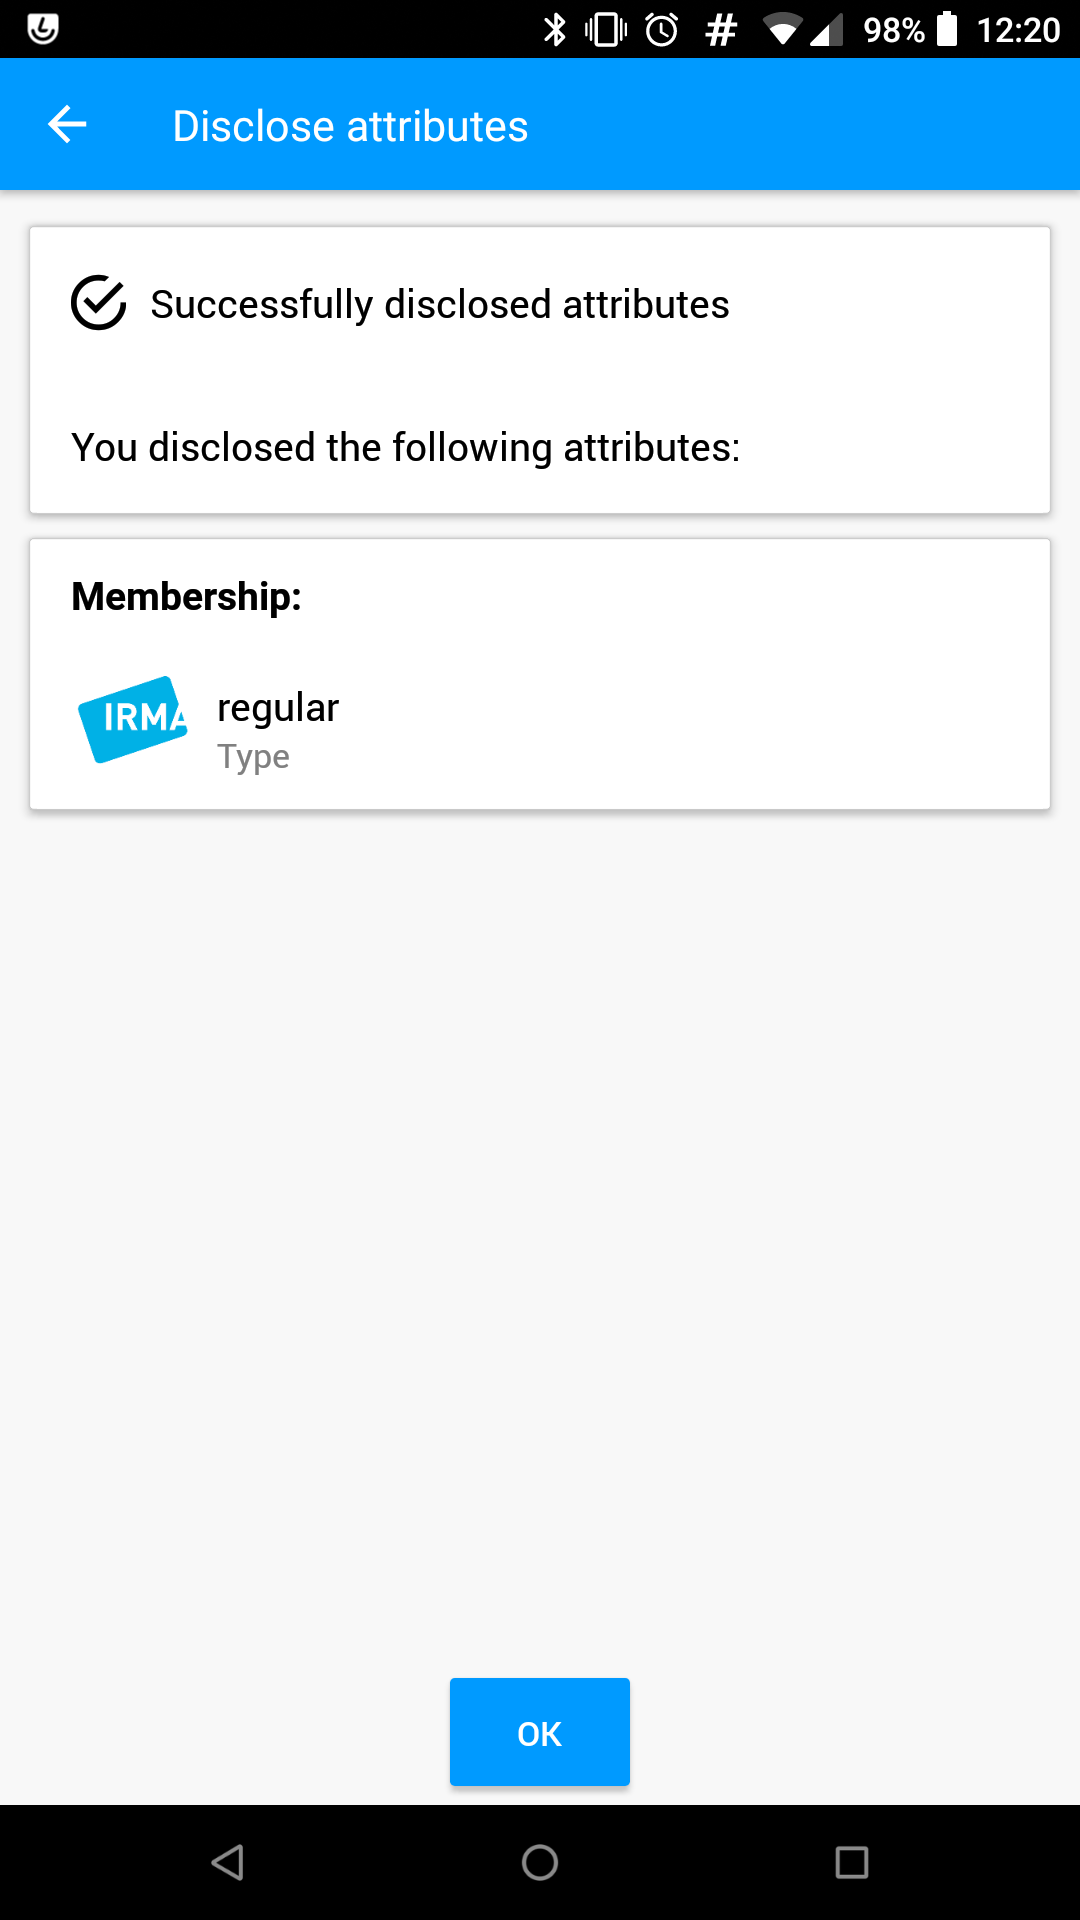 98% 12:20
Disclose attributes
Successfully disclosed attributes
You disclosed the following attributes:
Membership:
IRMA
regular
Type
OK